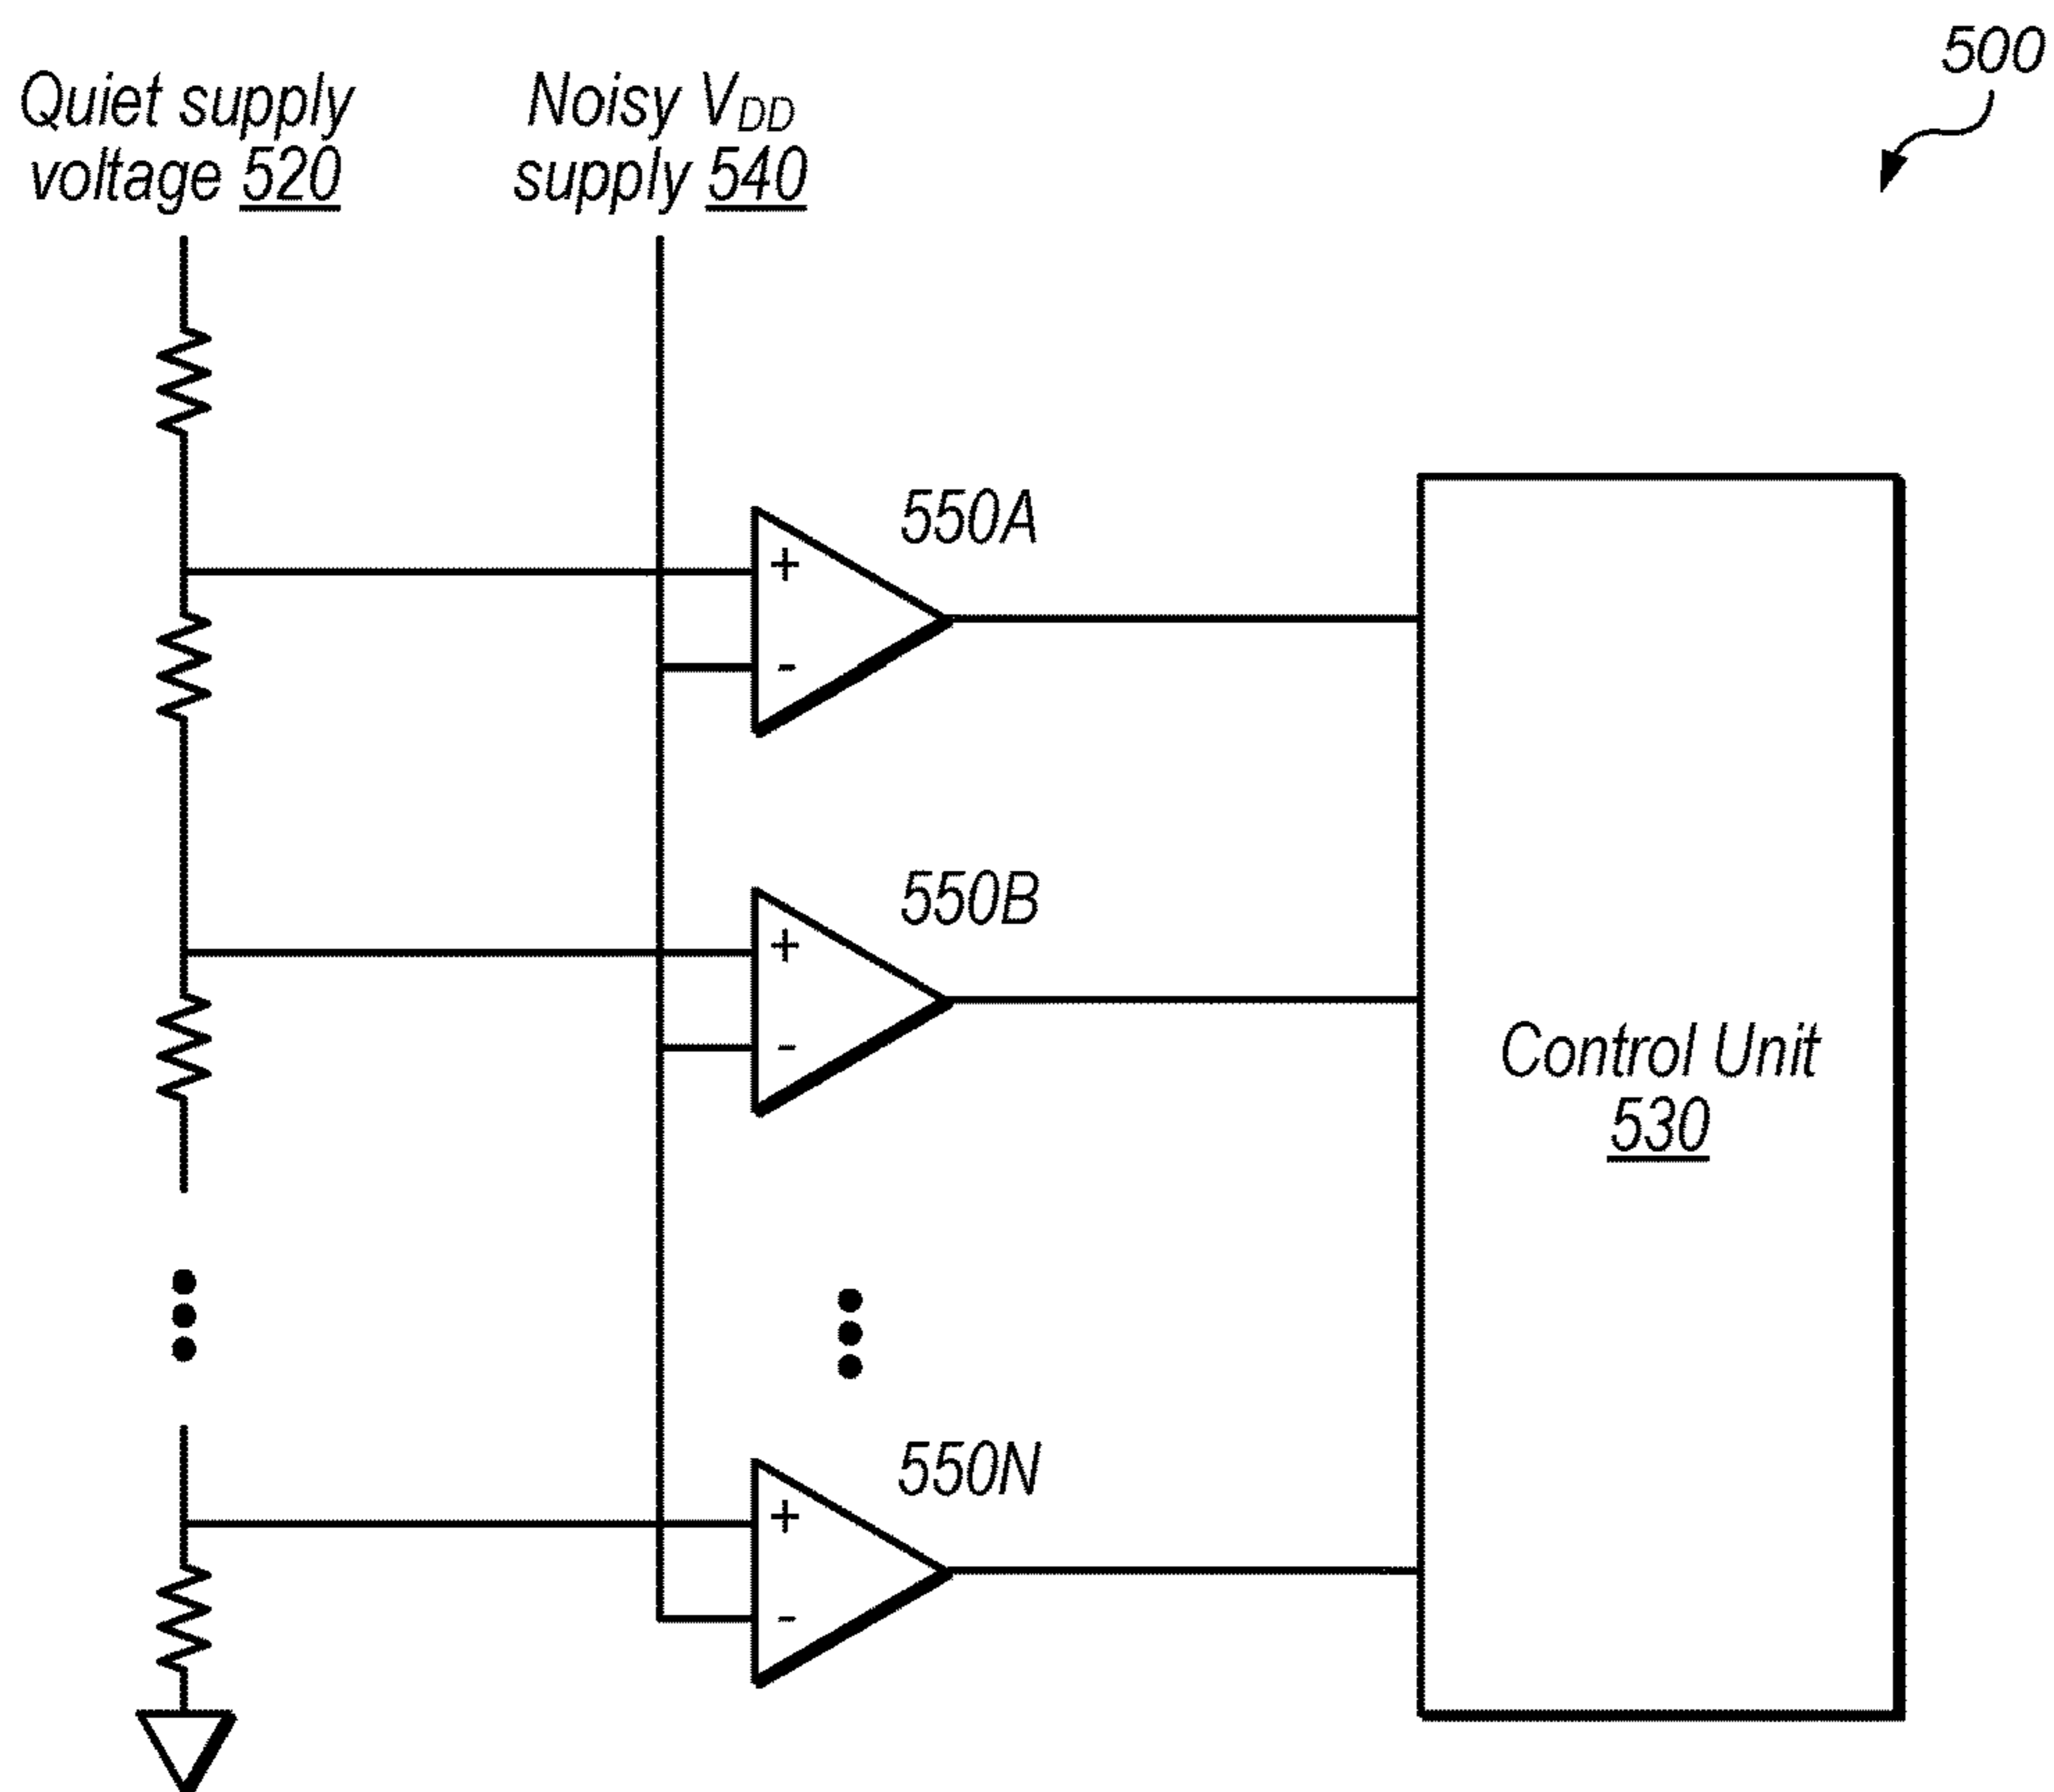 500
Quiet supply
voltage 520
Noisy VDD
supply 540
550A
+
-
550B
+
-
Control Unit
530
550N
+
-